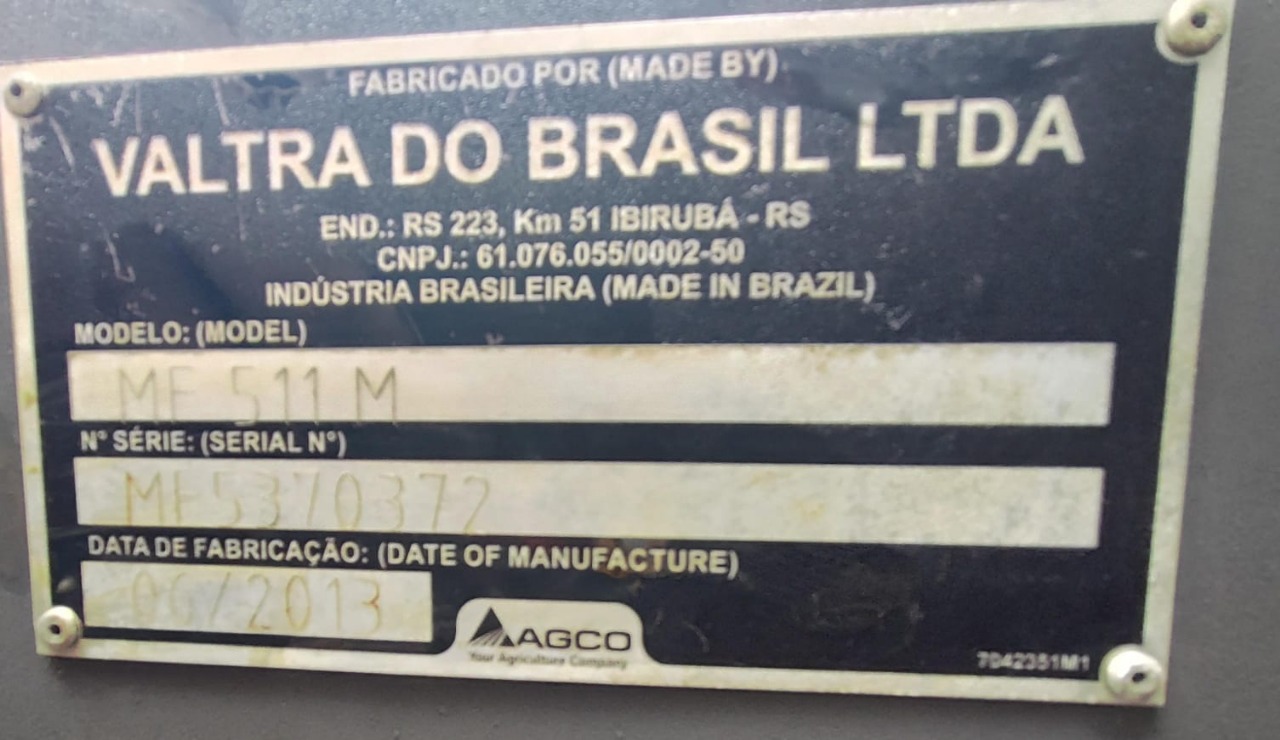 FABRICADO POR (MADE BY)
VALTRA DO BRASIL LTDA
END.: RS 223, Km 51 IBIRUBÁ - RS
CNPJ.: 61.076.055/0002-50
INDÚSTRIA BRASILEIRA (MADE IN BRAZIL)
MODELO: (MODEL)
MF 511 M
N° SÉRIE: (SERIAL N°)
MF5370372
DATA DE FABRICAÇÃO: (DATE OF MANUFACTURE)
06/2013
AGCO
Your Agriculture Company
7042351M1